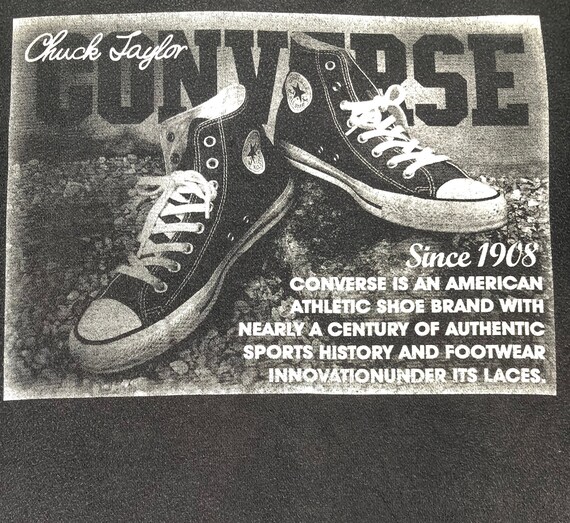 Chuck Taylor
CONVERSE
Since 1908
CONVERSE IS AN AMERICAN
ATHLETIC SHOE BRAND WITH
NEARLY A CENTURY OF AUTHENTIC
SPORTS HISTORY AND FOOTWEAR
INNOVATIONUNDER ITS LACES.